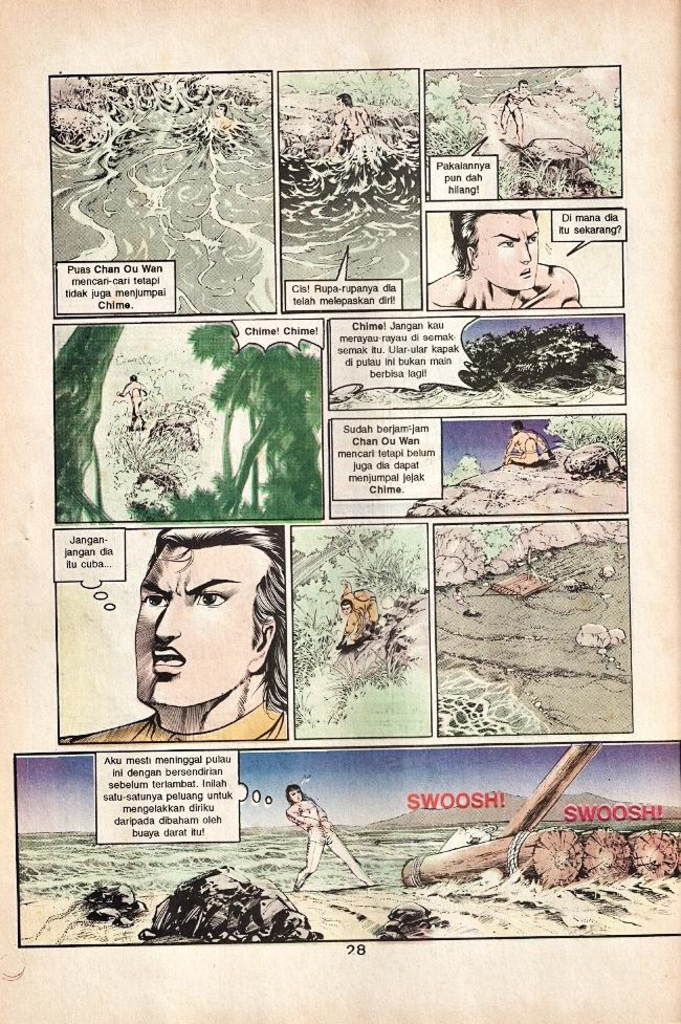 Puas Chan Ou Wan
mencari-cari tetapi
tidak juga menjumpai
Chime.
Cis! Rupa-rupanya dia
telah melepaskan diri!
Pakaiannya
pun dah
hilang!
Di mana dia
itu sekarang?
Chime! Chime!
Chime! Jangan kau
merayau-rayau di semak-
semak itu. Ular-ular kapak
di pulau ini bukan main
berbisa lagi!
Sudah berjam-jam
Chan Ou Wan
mencari tetapi belum
juga dia dapat
menjumpai jejak
Chime.
Jangan-
jangan dia
itu cuba...
Aku mesti meninggal pulau
ini dengan bersendirian
sebelum terlambat. Inilah
satu-satunya peluang untuk
mengelakkan diriku
daripada dibaham oleh
buaya darat itu!
SWOOSH!
SWOOSH!
28